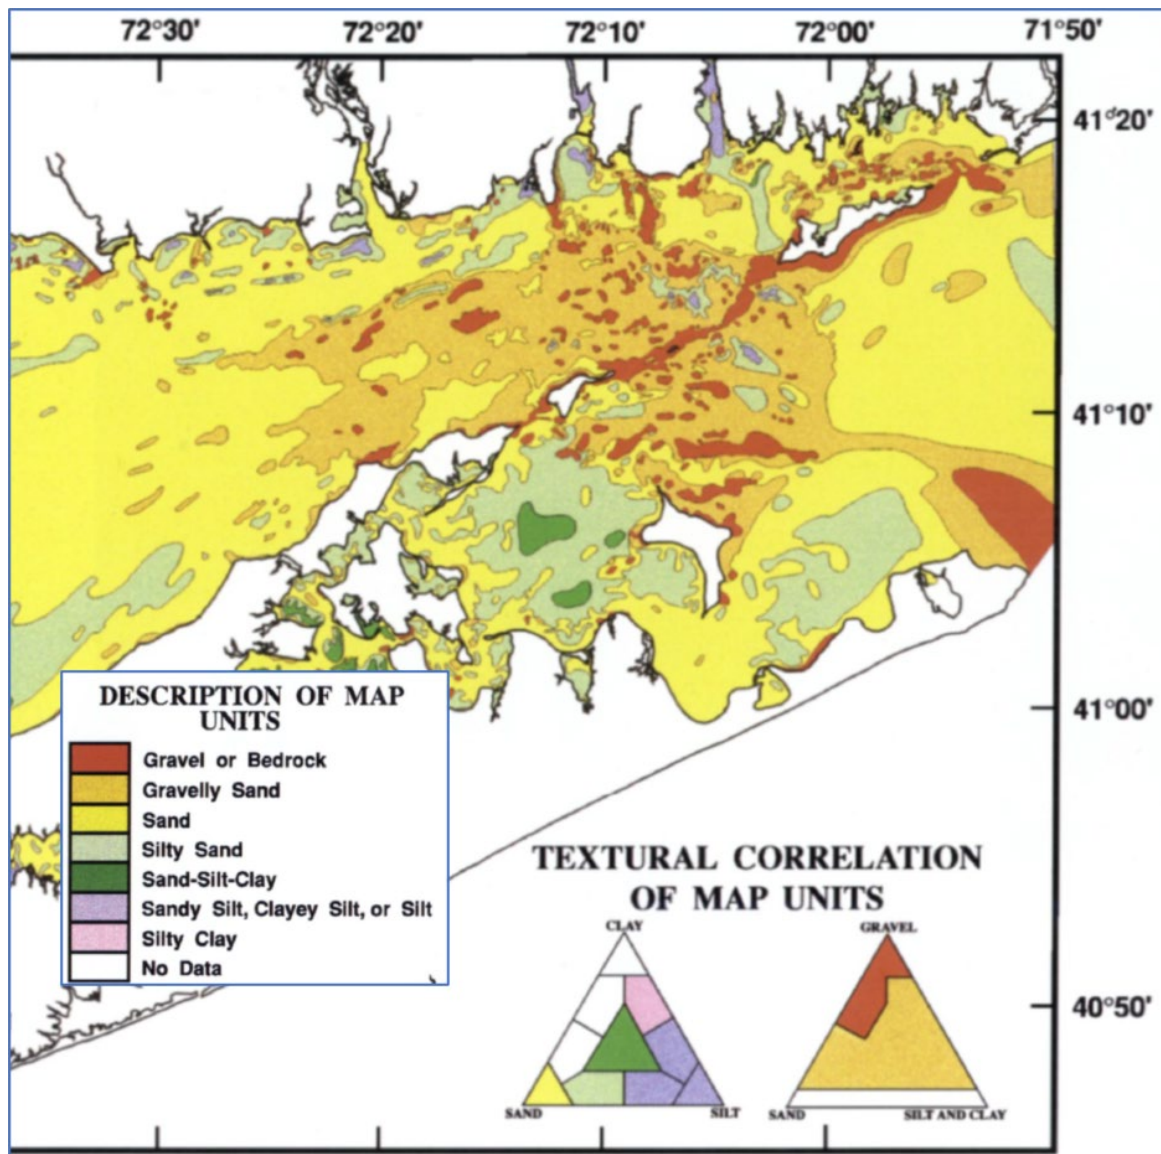 72°30′ 72°20′ 72°10′ 72°00′ 71°50′
41°20′
41°10′
41°00′
DESCRIPTION OF MAP
UNITS
Gravel or Bedrock
Gravelly Sand
Sand
Silty Sand
Sand-Silt-Clay
Sandy Silt, Clayey Silt, or Silt
Silty Clay
No Data
TEXTURAL CORRELATION
OF MAP UNITS
CLAY GRAVEL
40°50′
SAND SILT SAND SILT AND CLAY